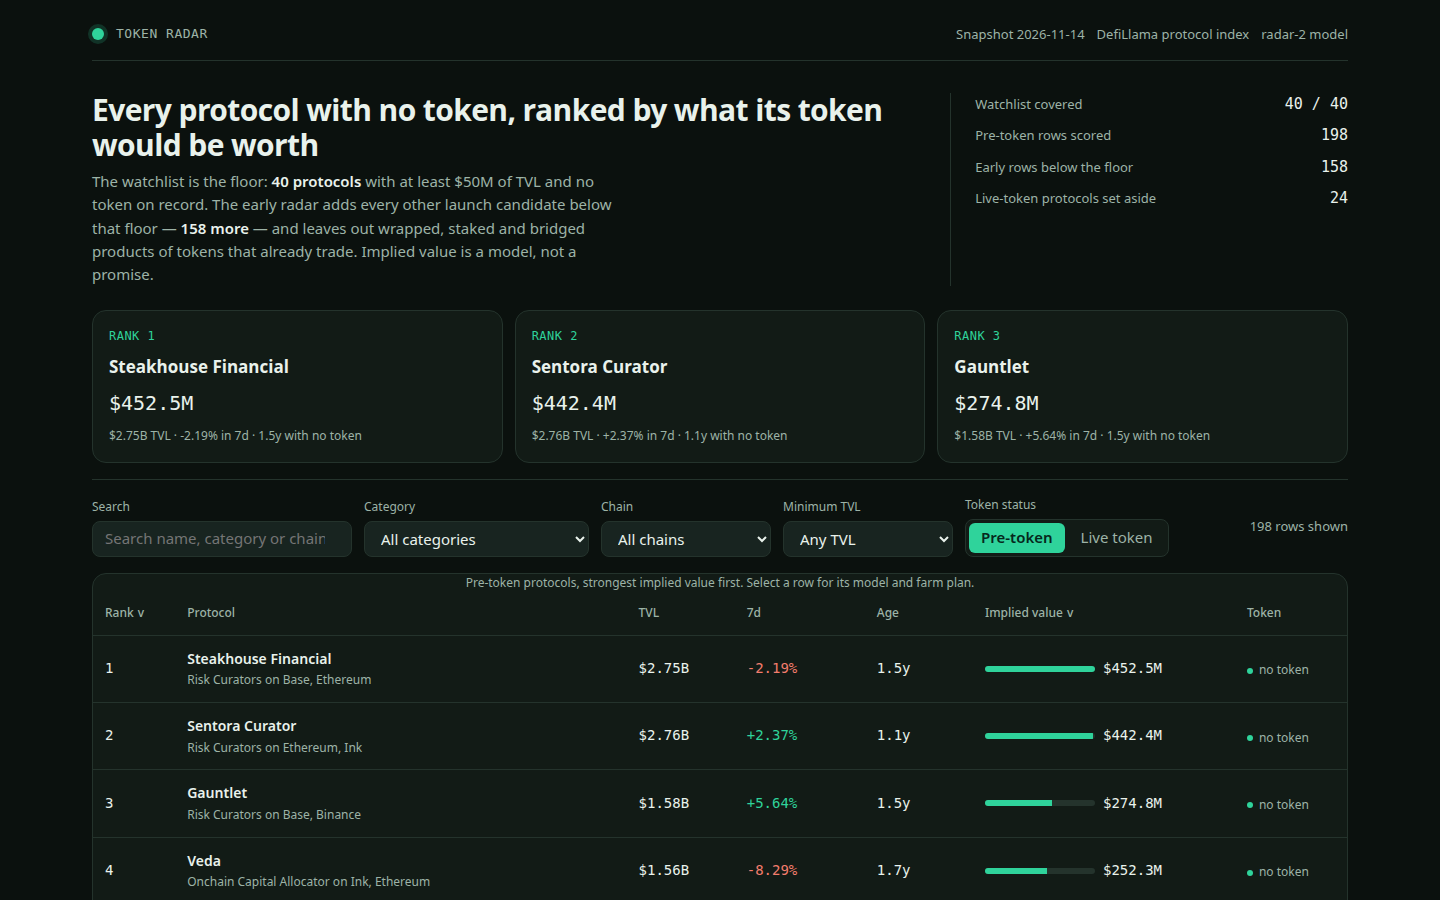 TOKEN RADAR
Snapshot 2026-11-14 DefiLlama protocol index radar-2 model
Every protocol with no token, ranked by what its token
would be worth
The watchlist is the floor: 40 protocols with at least $50M of TVL and no
token on record. The early radar adds every other launch candidate below
that floor — 158 more — and leaves out wrapped, staked and bridged
products of tokens that already trade. Implied value is a model, not a
promise.
Watchlist covered 40 / 40
Pre-token rows scored 198
Early rows below the floor 158
Live-token protocols set aside 24
RANK 1
Steakhouse Financial
$452.5M
$2.75B TVL · -2.19% in 7d · 1.5y with no token
RANK 2
Sentora Curator
$442.4M
$2.76B TVL · +2.37% in 7d · 1.1y with no token
RANK 3
Gauntlet
$274.8M
$1.58B TVL · +5.64% in 7d · 1.5y with no token
Search Category Chain Minimum TVL Token status
Search name, category or chain All categories All chains Any TVL Pre-token Live token
198 rows shown
Pre-token protocols, strongest implied value first. Select a row for its model and farm plan.
Rank v Protocol TVL 7d Age Implied value v Token
1 Steakhouse Financial $2.75B -2.19% 1.5y $452.5M no token
Risk Curators on Base, Ethereum
2 Sentora Curator $2.76B +2.37% 1.1y $442.4M no token
Risk Curators on Ethereum, Ink
3 Gauntlet $1.58B +5.64% 1.5y $274.8M no token
Risk Curators on Base, Binance
4 Veda $1.56B -8.29% 1.7y $252.3M no token
Onchain Capital Allocator on Ink, Ethereum